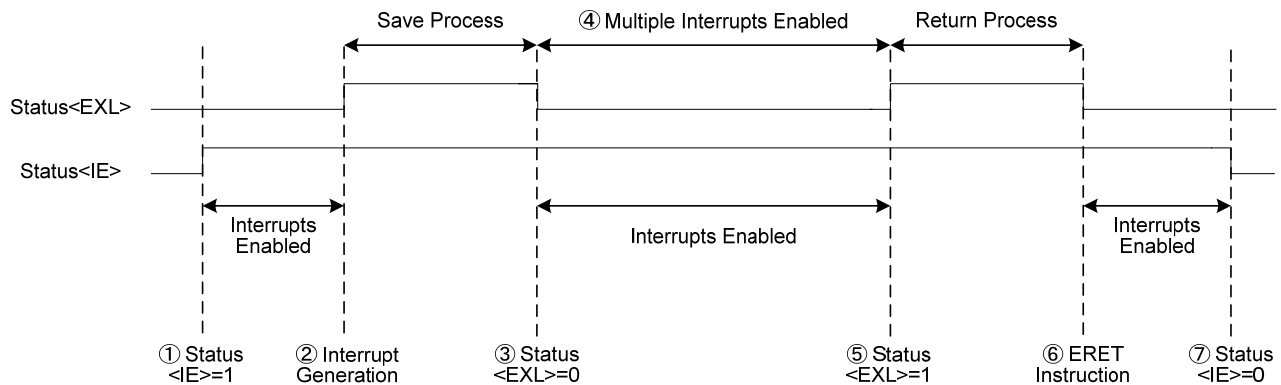 Save Process
④ Multiple Interrupts Enabled
Return Process
Status<EXL>
Status<IE>
Interrupts
Enabled
Interrupts Enabled
Interrupts
Enabled
① Status
<IE>=1
② Interrupt
Generation
③ Status
<EXL>=0
⑤ Status
<EXL>=1
⑥ ERET
Instruction
⑦ Status
<IE>=0